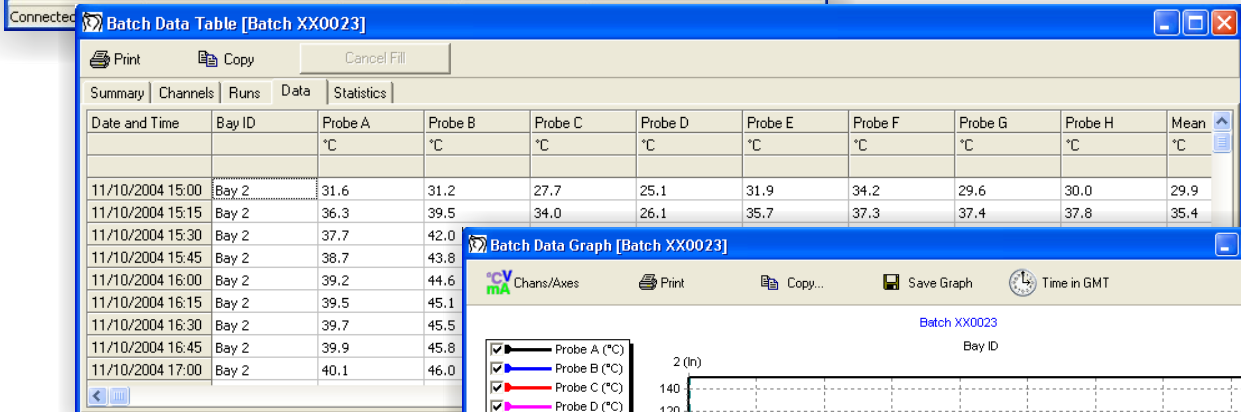 Connected
Batch Data Table [Batch XX0023]
Print Copy Cancel Fill
Summary Channels Runs Data Statistics
Date and Time Bay ID Probe A Probe B Probe C Probe D Probe E Probe F Probe G Probe H Mean
°C °C °C °C °C °C °C °C °C
11/10/2004 15:00 Bay 2 31.6 31.2 27.7 25.1 31.9 34.2 29.6 30.0 29.9
11/10/2004 15:15 Bay 2 36.3 39.5 34.0 26.1 35.7 37.3 37.4 37.8 35.4
11/10/2004 15:30 Bay 2 37.7 42.0
11/10/2004 15:45 Bay 2 38.7 43.8
11/10/2004 16:00 Bay 2 39.2 44.6
11/10/2004 16:15 Bay 2 39.5 45.1
11/10/2004 16:30 Bay 2 39.7 45.5
11/10/2004 16:45 Bay 2 39.9 45.8
11/10/2004 17:00 Bay 2 40.1 46.0
Batch Data Graph [Batch XX0023]
°CV mA Chans/Axes Print Copy... Save Graph Time in GMT
Batch XX0023
Bay ID
Probe A (°C)
Probe B (°C)
Probe C (°C)
Probe D (°C)
2 (In)
140
120